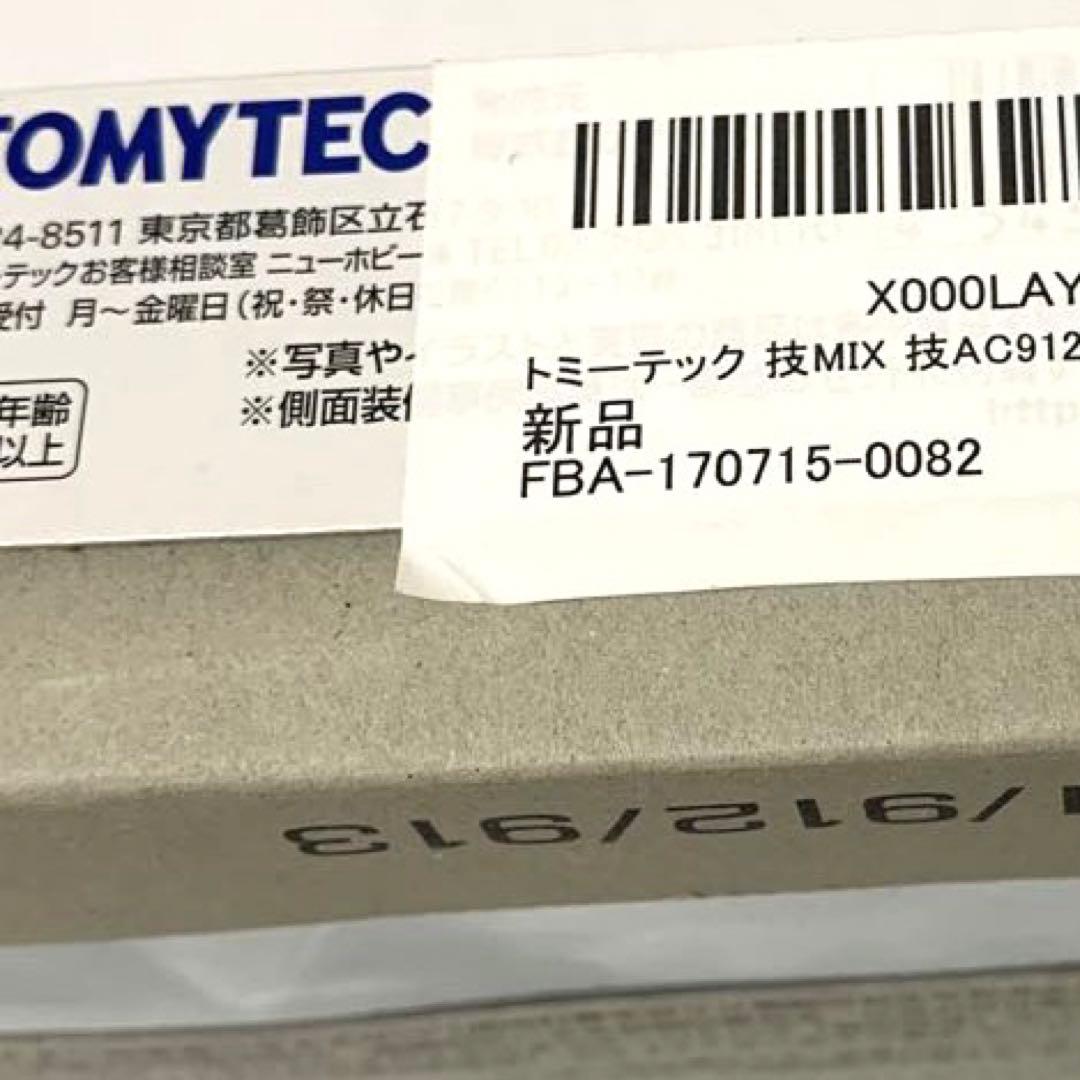 TOMYTEC
24-8511 東京都葛飾区立石
ーテックお客様相談室 ニューホビー
受付 月～金曜日（祝・祭・休日
※写真や
※側面装
年齢
以上
X000LAY
トミーテック 技MIX 技AC912
新品
FBA-170715-0082
/912/913